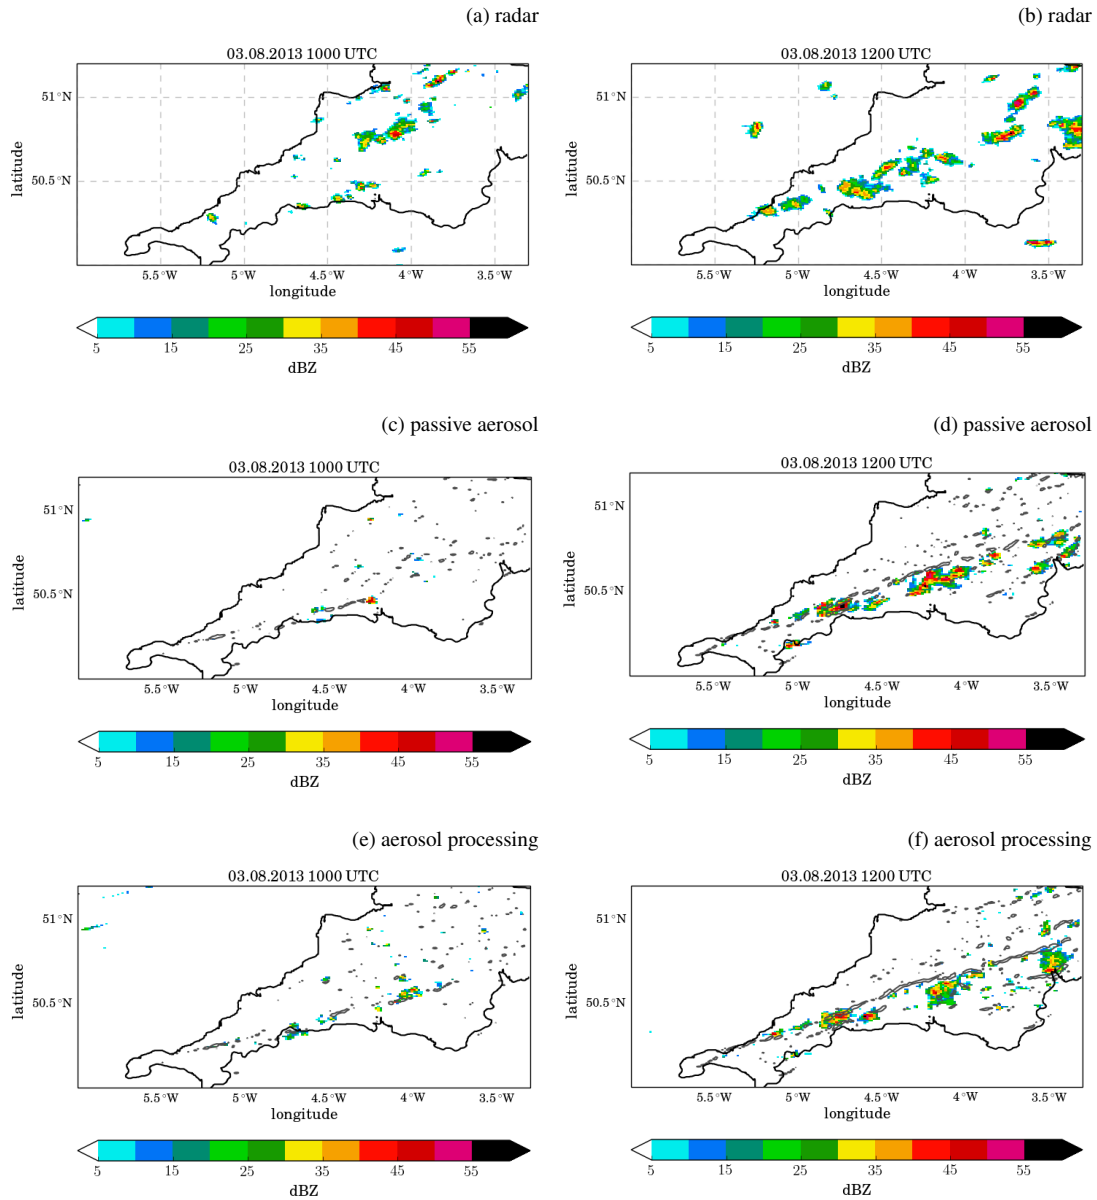 (a) radar
03.08.2013 1000 UTC
latitude
51°N
50.5°N
5.5°W 5°W 4.5°W 4°W 3.5°W
longitude
5 15 25 35 45 55
dBZ
(b) radar
03.08.2013 1200 UTC
latitude
51°N
50.5°N
5.5°W 5°W 4.5°W 4°W 3.5°W
longitude
5 15 25 35 45 55
dBZ
(c) passive aerosol
03.08.2013 1000 UTC
latitude
51°N
50.5°N
5.5°W 5°W 4.5°W 4°W 3.5°W
longitude
5 15 25 35 45 55
dBZ
(d) passive aerosol
03.08.2013 1200 UTC
latitude
51°N
50.5°N
5.5°W 5°W 4.5°W 4°W 3.5°W
longitude
5 15 25 35 45 55
dBZ
(e) aerosol processing
03.08.2013 1000 UTC
latitude
51°N
50.5°N
5.5°W 5°W 4.5°W 4°W 3.5°W
longitude
5 15 25 35 45 55
dBZ
(f) aerosol processing
03.08.2013 1200 UTC
latitude
51°N
50.5°N
5.5°W 5°W 4.5°W 4°W 3.5°W
longitude
5 15 25 35 45 55
dBZ